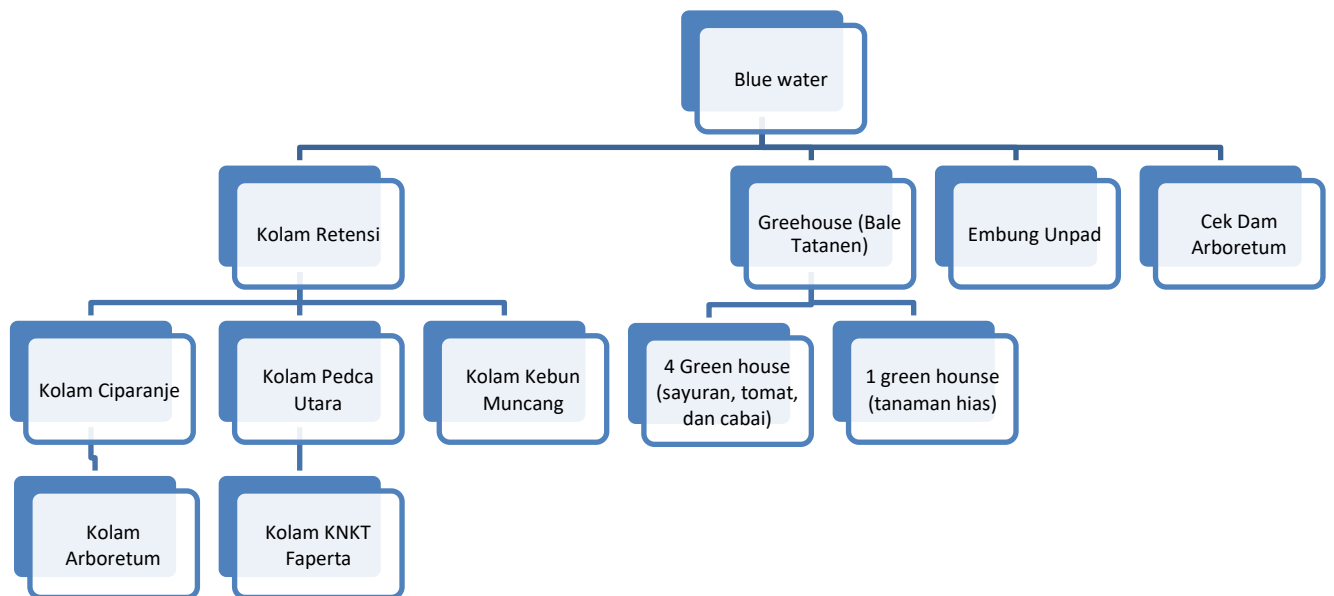 Blue water
Kolam Retensi
Greehouse (Bale
Tatanen)
Embung Unpad
Cek Dam
Arboretum
Kolam Ciparanje
Kolam Pedca
Utara
Kolam Kebun
Muncang
4 Green house
(sayuran, tomat,
dan cabai)
1 green hounse
(tanaman hias)
Kolam
Arboretum
Kolam KNKT
Faperta